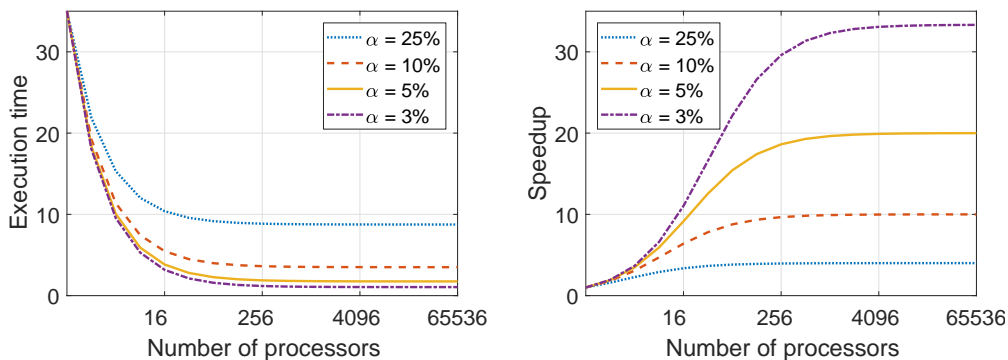 Execution time
30
20
10
0
16
256
4096
65536
Number of processors
α = 25%
α = 10%
α = 5%
α = 3%
Speedup
30
20
10
0
16
256
4096
65536
Number of processors
α = 25%
α = 10%
α = 5%
α = 3%